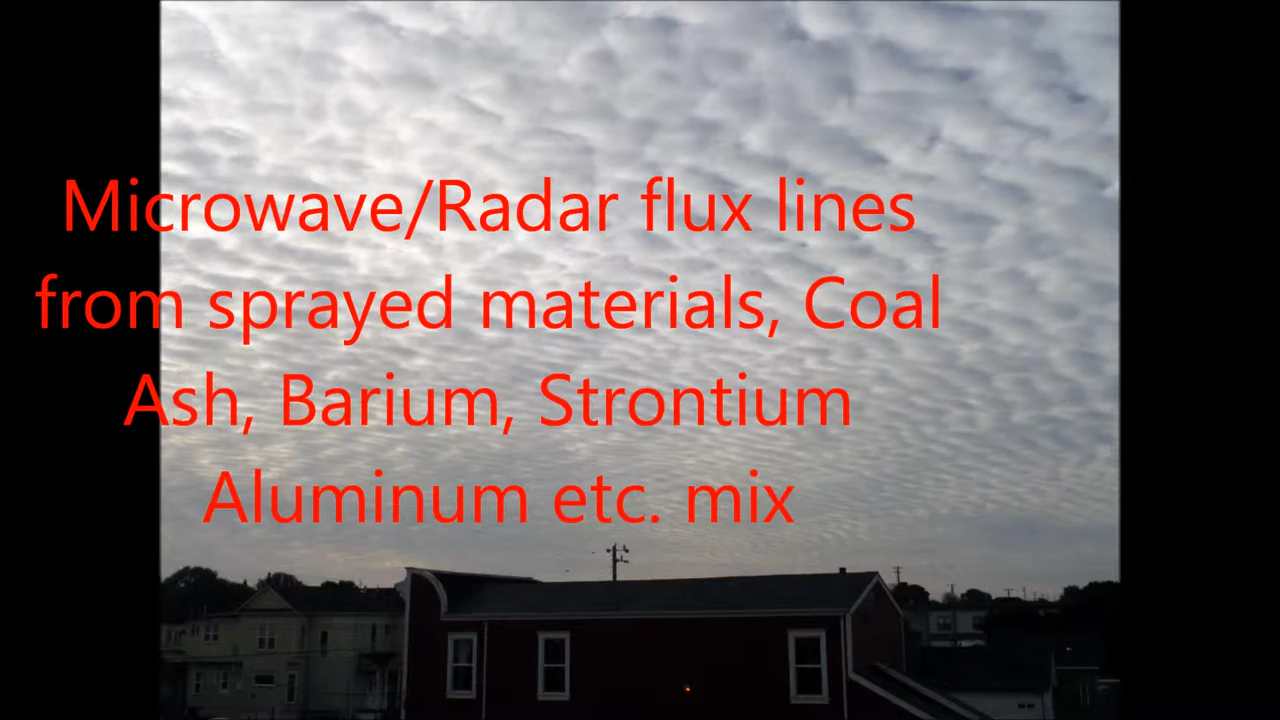 Microwave/Radar flux lines
from sprayed materials, Coal
Ash, Barium, Strontium
Aluminum etc. mix